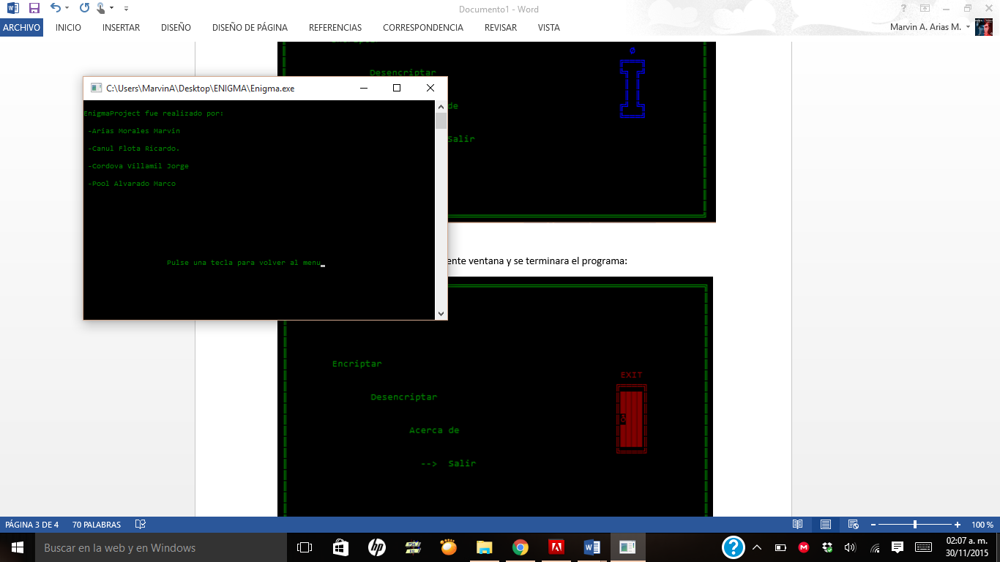 Documento1 - Word
ARCHIVO INICIO INSERTAR DISEÑO DISEÑO DE PÁGINA REFERENCIAS CORRESPONDENCIA REVISAR VISTA Marvin A. Arias M.
Desencriptar
C:\Users\MarvinA\Desktop\ENIGMA\Enigma.exe
EnigmaProject fue realizado por:
de
-Arias Morales Marvin
Salir
-Canul Flota Ricardo.
-Cordova Villamil Jorge
-Pool Alvarado Marco
Pulse una tecla para volver al menu
ente ventana y se terminara el programa:
Encriptar
EXIT
Desencriptar
Acerca de
--> Salir
PÁGINA 3 DE 4 70 PALABRAS 100 %
Buscar en la web y en Windows
02:07 a. m.
30/11/2015